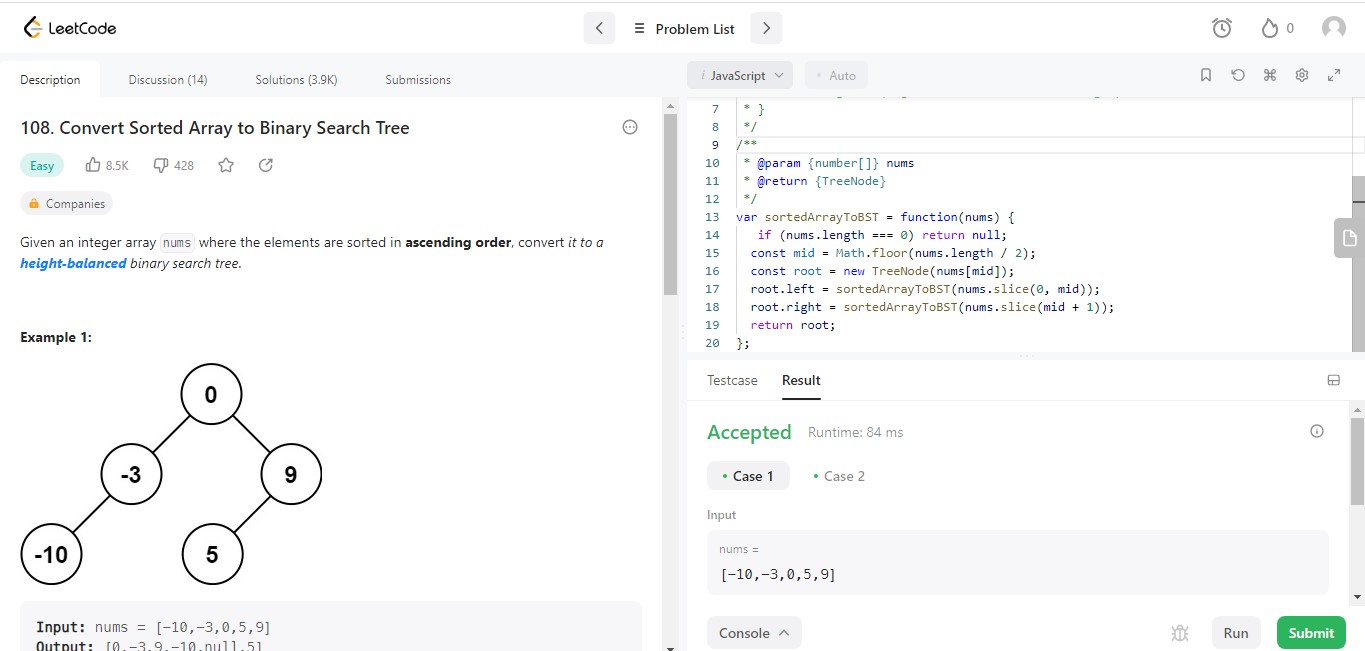 LeetCode
Problem List
0
Description
Discussion (14)
Solutions (3.9K)
Submissions
108. Convert Sorted Array to Binary Search Tree
Easy
8.5K
428
Companies
Given an integer array nums where the elements are sorted in ascending order, convert it to a
height-balanced binary search tree.
Example 1:
0
-3
9
-10
5
Input: nums = [-10,-3,0,5,9]
Output: [0,-3,9,-10,null,5]
i JavaScript
• Auto
7 * }
8 */
9 /**
10 * @param {number[]} nums
11 * @return {TreeNode}
12 */
13 var sortedArrayToBST = function(nums) {
14 if (nums.length === 0) return null;
15 const mid = Math.floor(nums.length / 2);
16 const root = new TreeNode(nums[mid]);
17 root.left = sortedArrayToBST(nums.slice(0, mid));
18 root.right = sortedArrayToBST(nums.slice(mid + 1));
19 return root;
20 };
Testcase
Result
Accepted
Runtime: 84 ms
• Case 1
• Case 2
Input
nums =
[-10,-3,0,5,9]
Console
Run
Submit